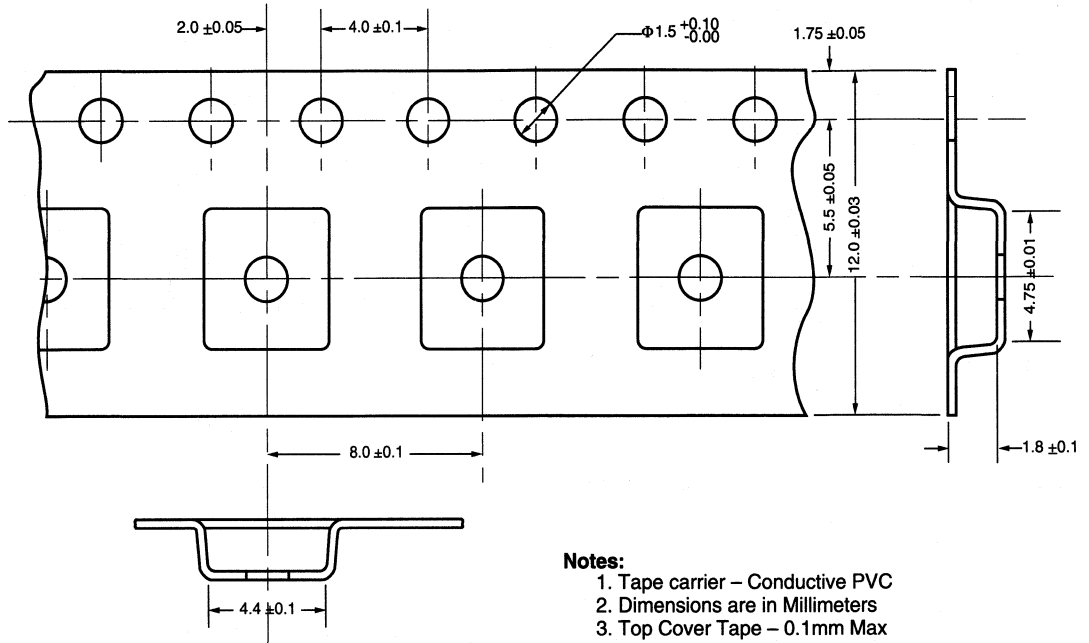 2.0 ±0.05
4.0 ±0.1
Φ1.5 +0.10
-0.00
1.75 ±0.05
5.5 ±0.05
12.0 ±0.03
4.75 ±0.01
8.0 ±0.1
1.8 ±0.1
4.4 ±0.1
Notes:
1. Tape carrier – Conductive PVC
2. Dimensions are in Millimeters
3. Top Cover Tape – 0.1mm Max